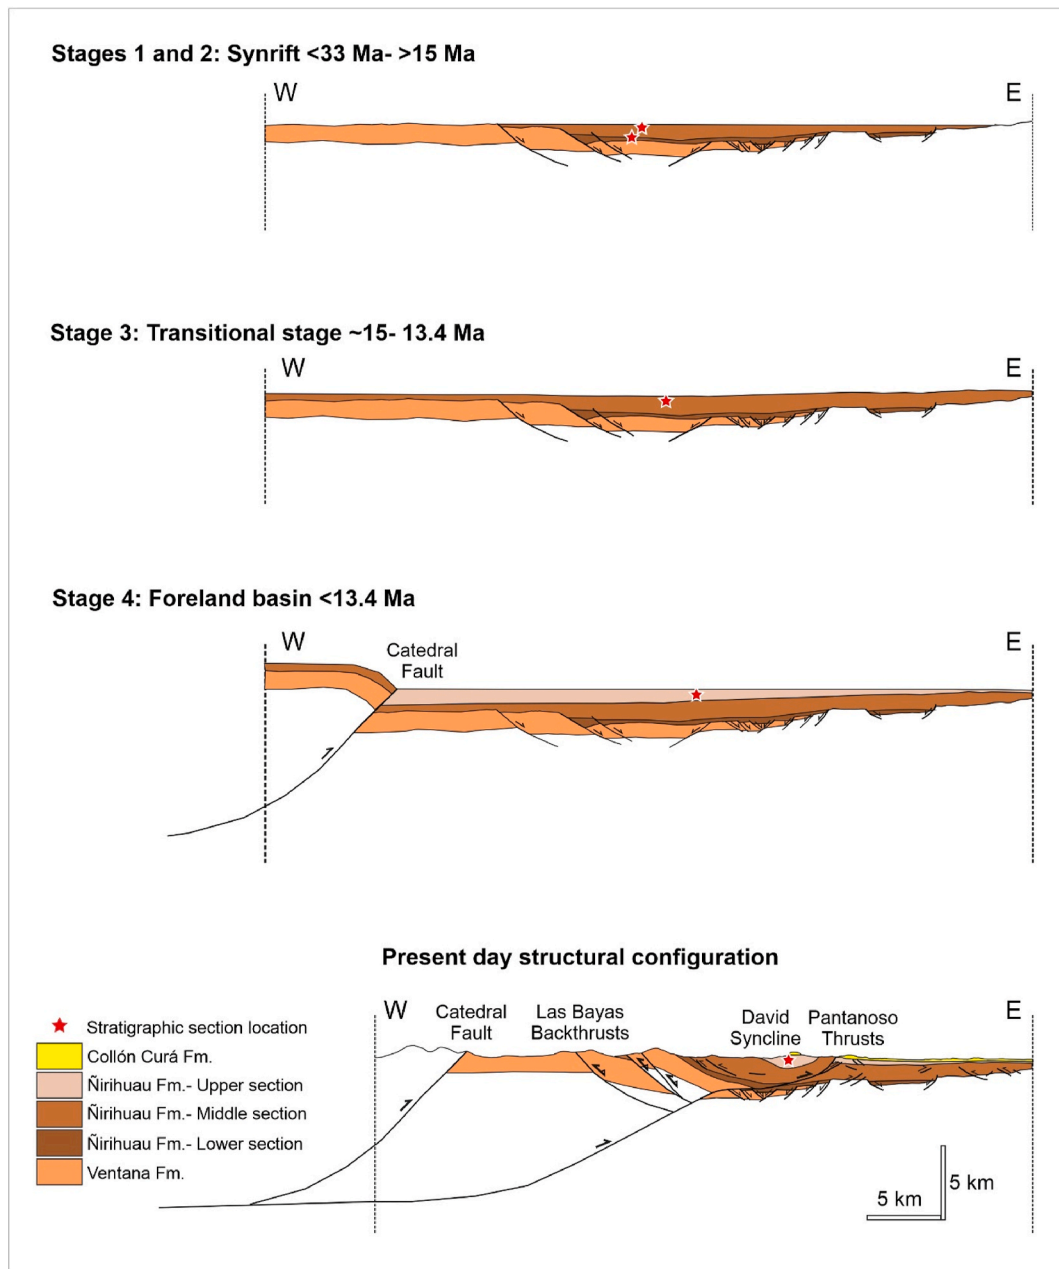 Stages 1 and 2: Synrift <33 Ma- >15 Ma
W
E
Stage 3: Transitional stage ~15- 13.4 Ma
W
E
Stage 4: Foreland basin <13.4 Ma
W
E
Catedral
Fault
Present day structural configuration
W
Catedral
Fault
Las Bayas
Backthrusts
David
Syncline
Pantanoso
Thrusts
E
Stratigraphic section location
Collón Curá Fm.
Ñirihuau Fm.- Upper section
Ñirihuau Fm.- Middle section
Ñirihuau Fm.- Lower section
Ventana Fm.
5 km
5 km